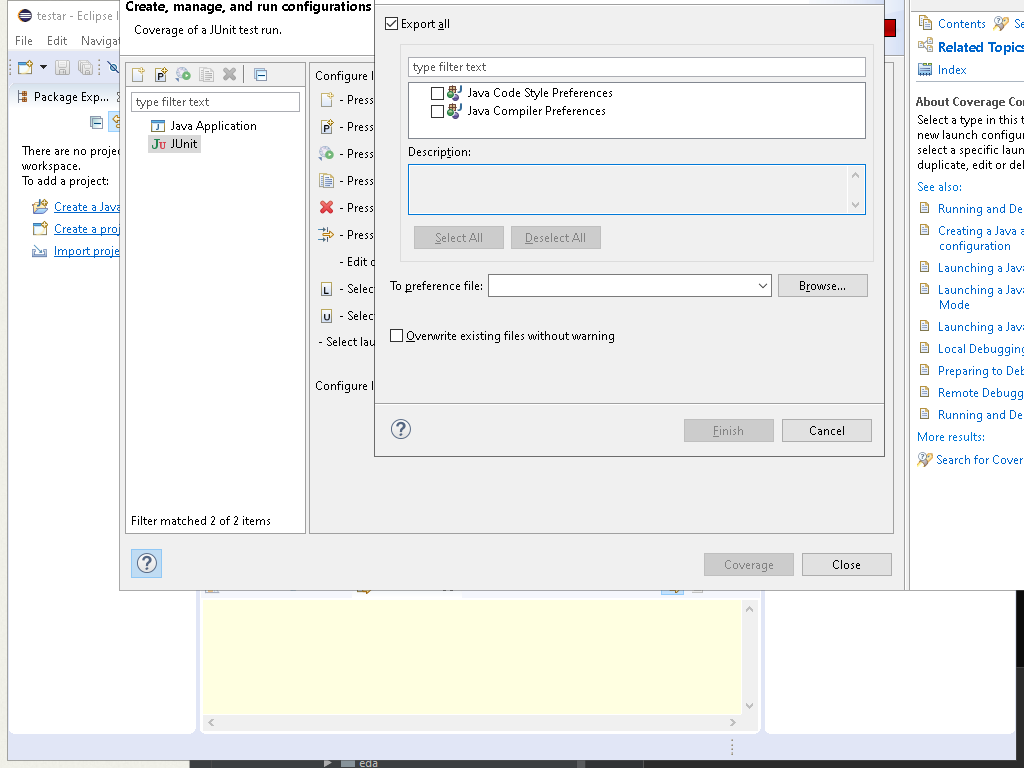 testar - Eclipse I
File Edit Navigat
Package Exp...
There are no proje
workspace.
To add a project:
Create a Java
Create a proj
Import proje
Create, manage, and run configurations
Coverage of a JUnit test run.
type filter text
Java Application
JUnit
Filter matched 2 of 2 items
Configure l
- Press
- Press
- Press
- Press
- Press
- Press
- Edit c
- Selec
- Selec
- Select lau
Configure l
Coverage
Close
Export all
type filter text
Java Code Style Preferences
Java Compiler Preferences
Description:
Select All
Deselect All
To preference file:
Browse...
Overwrite existing files without warning
Finish
Cancel
Contents
Se
Related Topics
Index
About Coverage Con
Select a type in this t
new launch configura
select a specific laun
duplicate, edit or del
See also:
Running and De
Creating a Java a
configuration
Launching a Java
Launching a Java
Mode
Launching a Java
Local Debugging
Preparing to Deb
Remote Debugg
Running and De
More results:
Search for Cover
eda